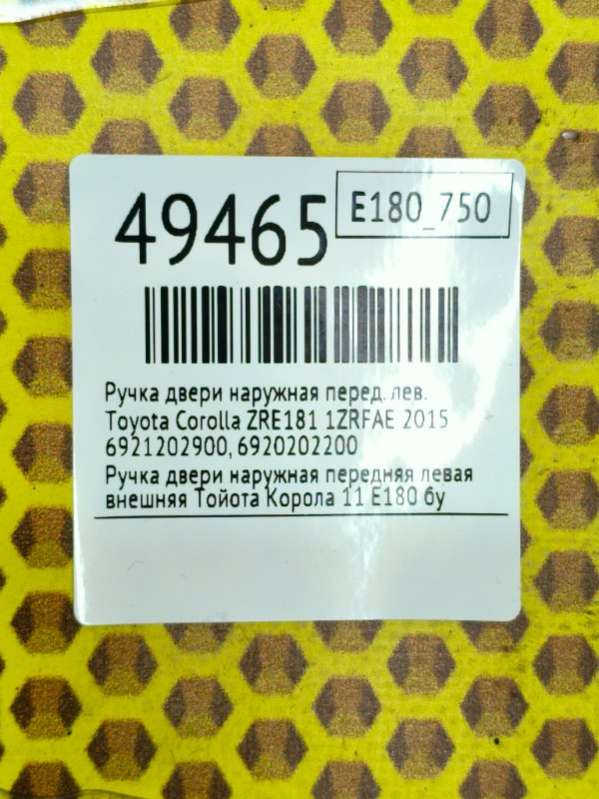 49465
E180_750
Ручка двери наружная перед. лев.
Toyota Corolla ZRE181 1ZRFAE 2015
6921202900, 6920202200
Ручка двери наружная передняя левая
внешняя Тойота Корола 11 E180 бу